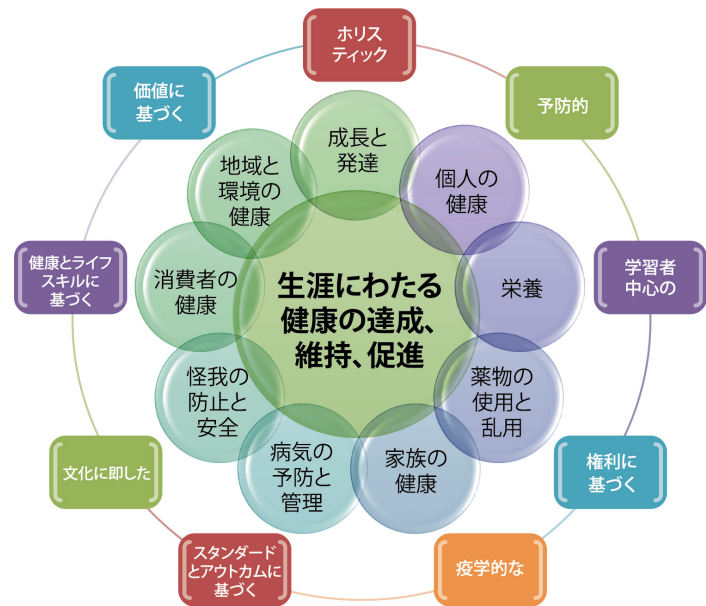 ホリス
ティック
予防的
学習者
中心の
権利に
基づく
疫学的な
スタンダード
とアウトカムに
基づく
文化に即した
健康とライフ
スキルに
基づく
価値に
基づく
成長と
発達
個人の
健康
栄養
薬物の
使用と
乱用
家族の
健康
病気の
予防と
管理
怪我の
防止と
安全
消費者の
健康
地域と
環境の
健康
生涯にわたる
健康の達成、
維持、促進